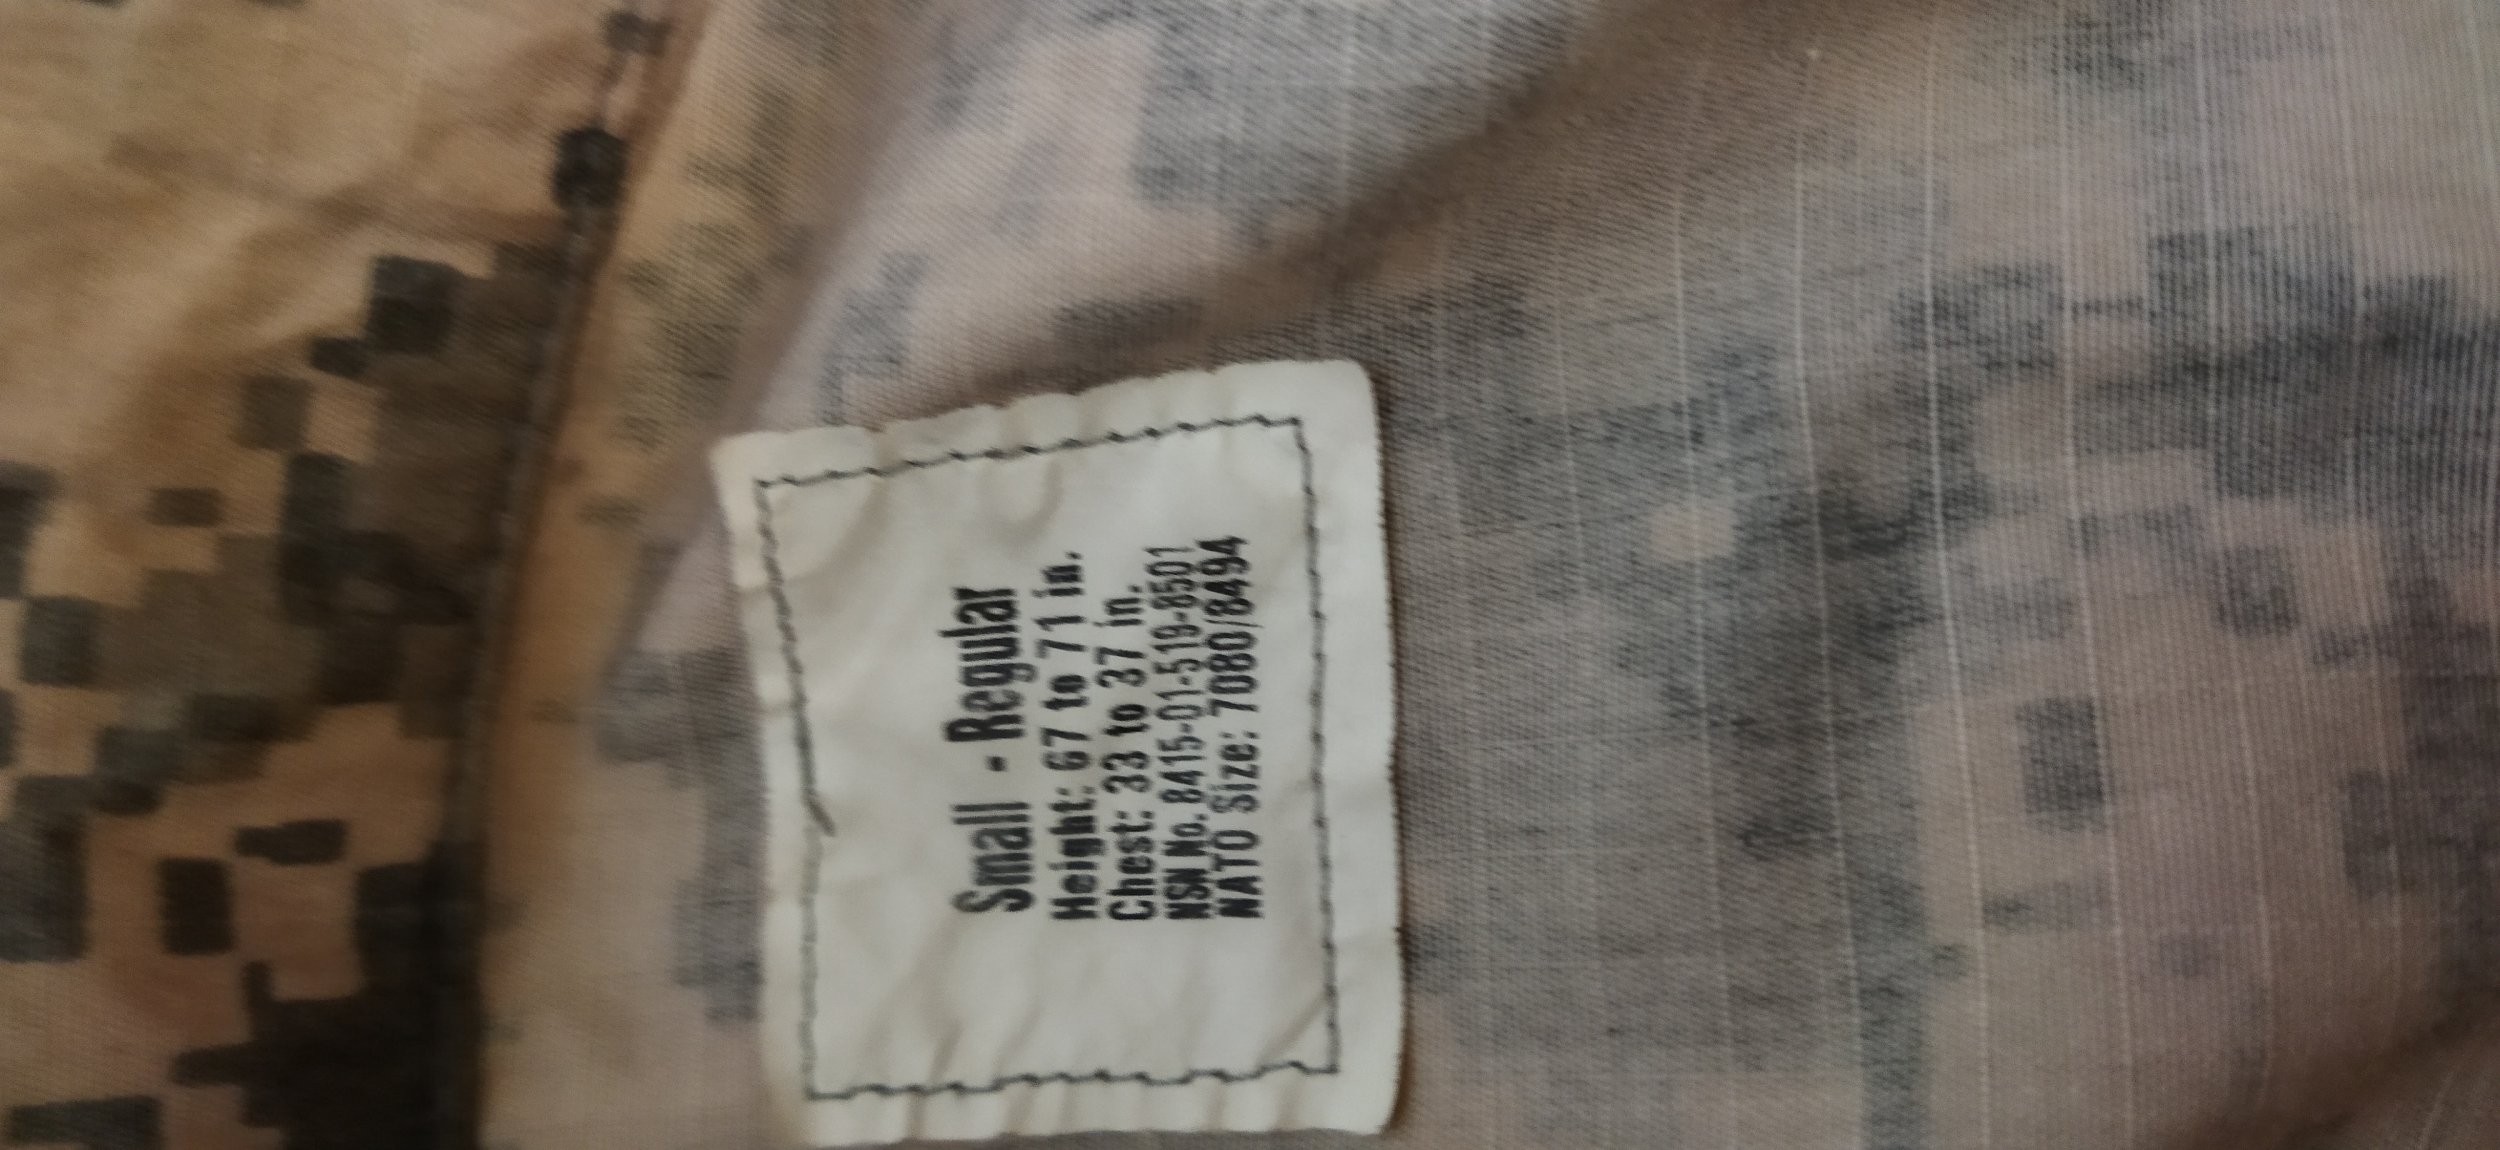 Small - Regular
Height: 67 to 71 in.
Chest: 33 to 37 in.
NSN No. 8415-01-519-8501
NATO Size: 7080/8494